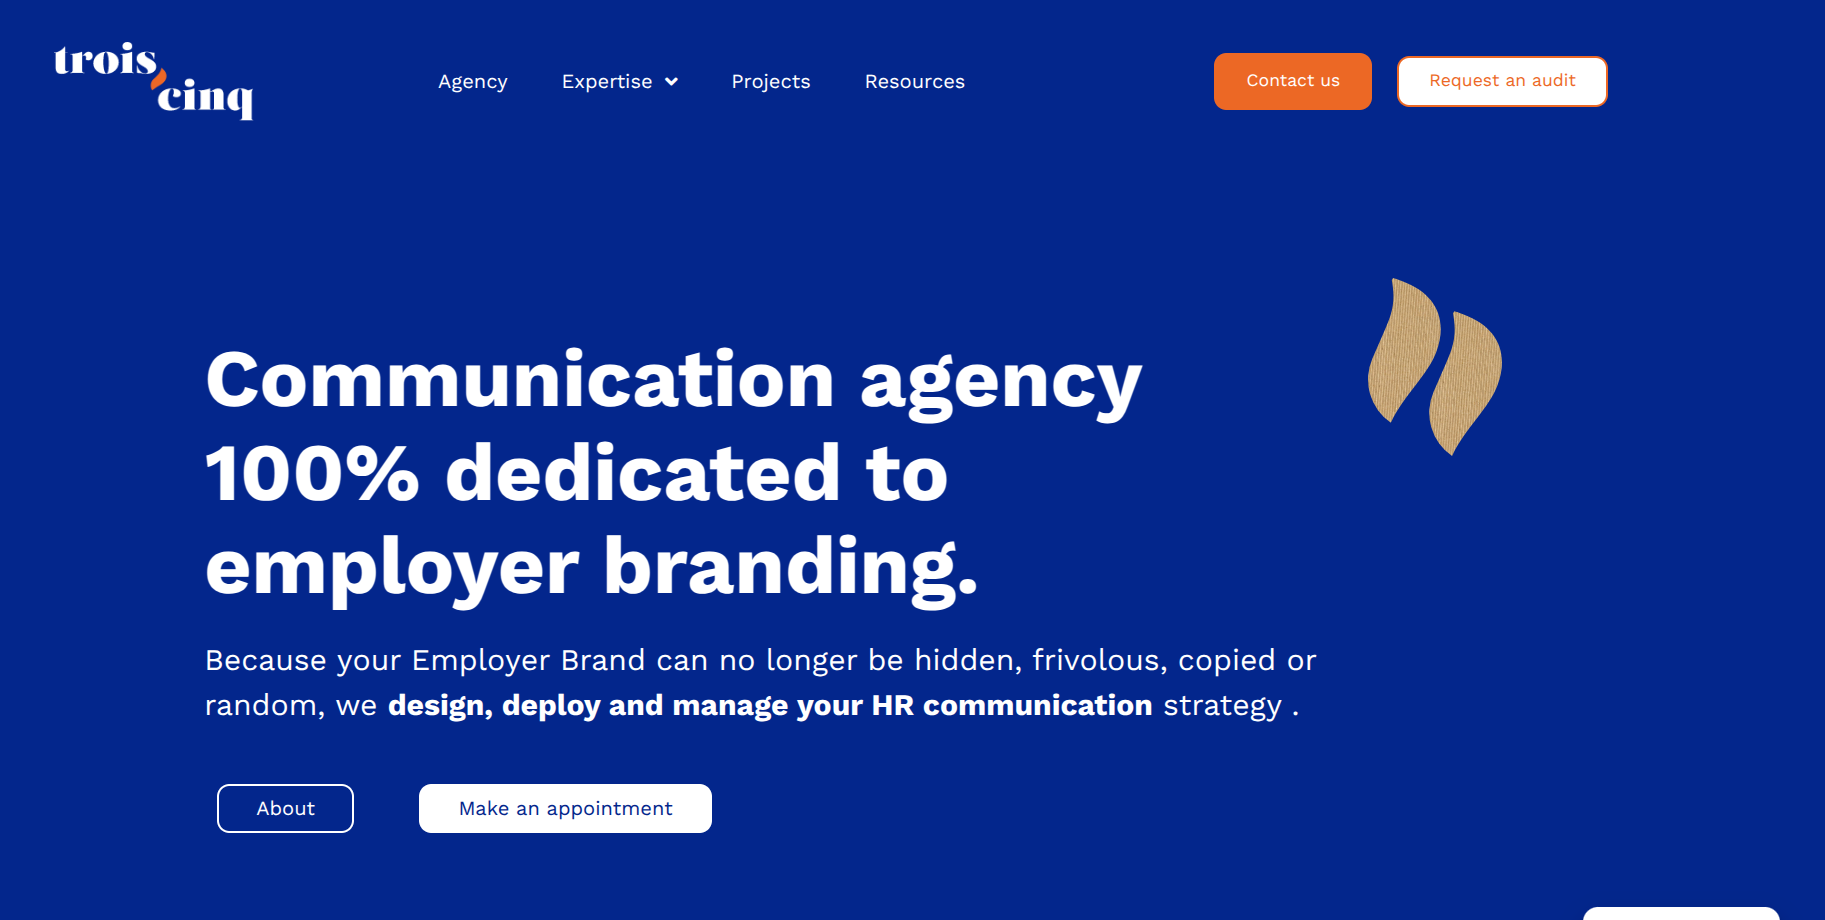 trois
cinq
Agency
Expertise
Projects
Resources
Contact us
Request an audit
Communication agency
100% dedicated to
employer branding.
Because your Employer Brand can no longer be hidden, frivolous, copied or
random, we design, deploy and manage your HR communication strategy .
About
Make an appointment